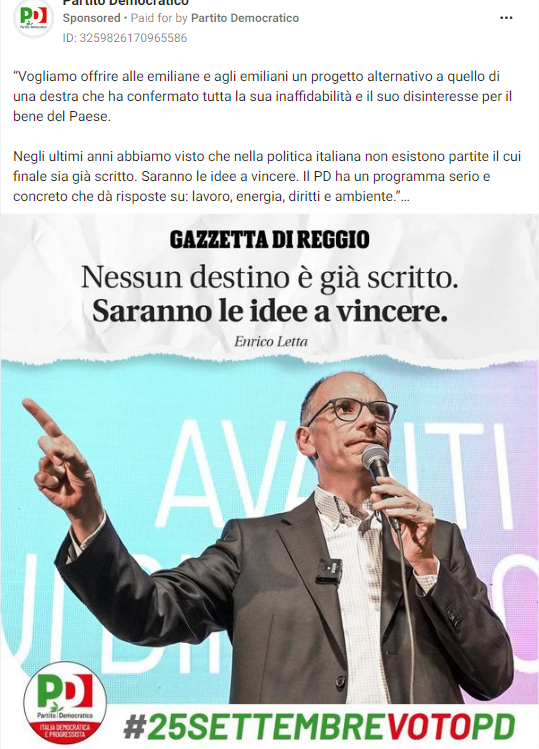 Partito Democratico
Sponsored • Paid for by Partito Democratico
ID: 3259826170965586
“Vogliamo offrire alle emiliane e agli emiliani un progetto alternativo a quello di
una destra che ha confermato tutta la sua inaffidabilità e il suo disinteresse per il
bene del Paese.
Negli ultimi anni abbiamo visto che nella politica italiana non esistono partite il cui
finale sia già scritto. Saranno le idee a vincere. Il PD ha un programma serio e
concreto che dà risposte su: lavoro, energia, diritti e ambiente.”...
GAZZETTA DI REGGIO
Nessun destino è già scritto.
Saranno le idee a vincere.
Enrico Letta
PD
Partito Democratico
ITALIA DEMOCRATICA
E PROGRESSISTA
#25SETTEMBREVOTOPD